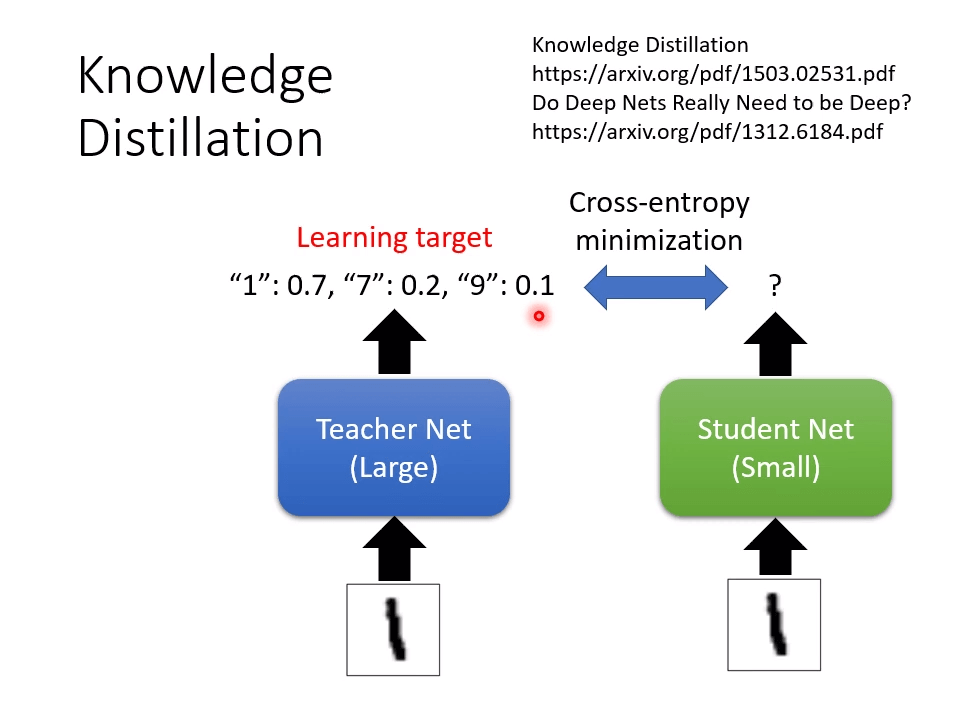 Knowledge
Distillation
Knowledge Distillation
https://arxiv.org/pdf/1503.02531.pdf
Do Deep Nets Really Need to be Deep?
https://arxiv.org/pdf/1312.6184.pdf
Cross-entropy
minimization
Learning target
“1”: 0.7, “7”: 0.2, “9”: 0.1
?
Teacher Net
(Large)
Student Net
(Small)